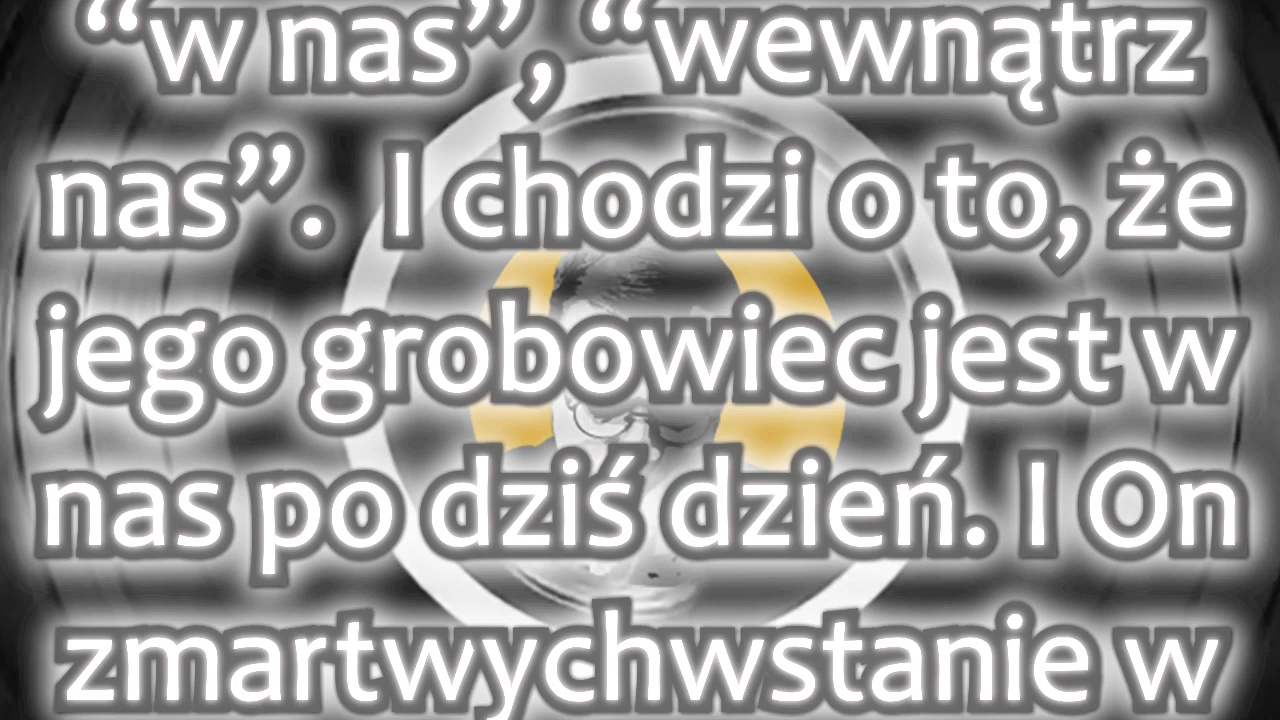 “w nas”, “wewnątrz
nas”. I chodzi o to, że
jego grobowiec jest w
nas po dziś dzień. I On
zmartwychwstanie w